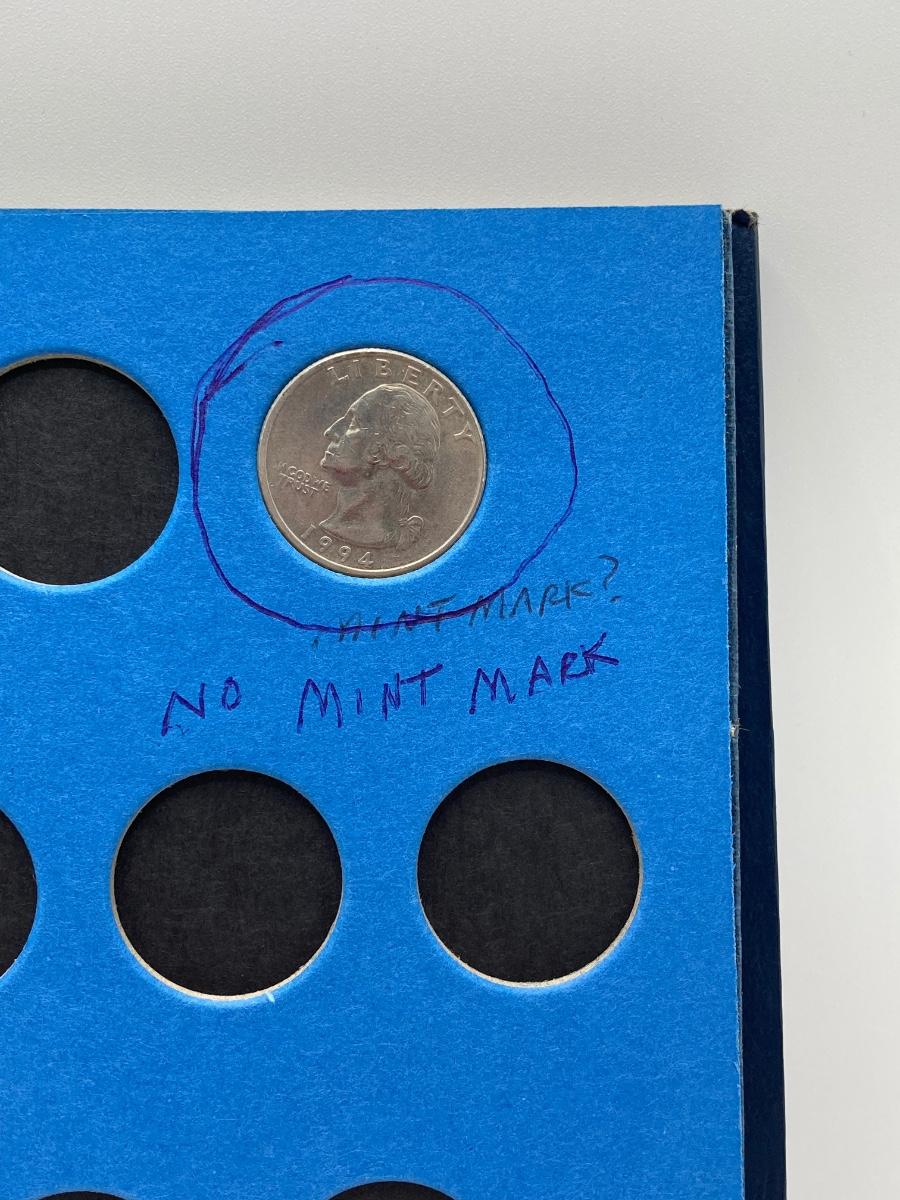 LIBERTY
IN GOD WE
TRUST
1994
MINT MARK?
NO MINT MARK